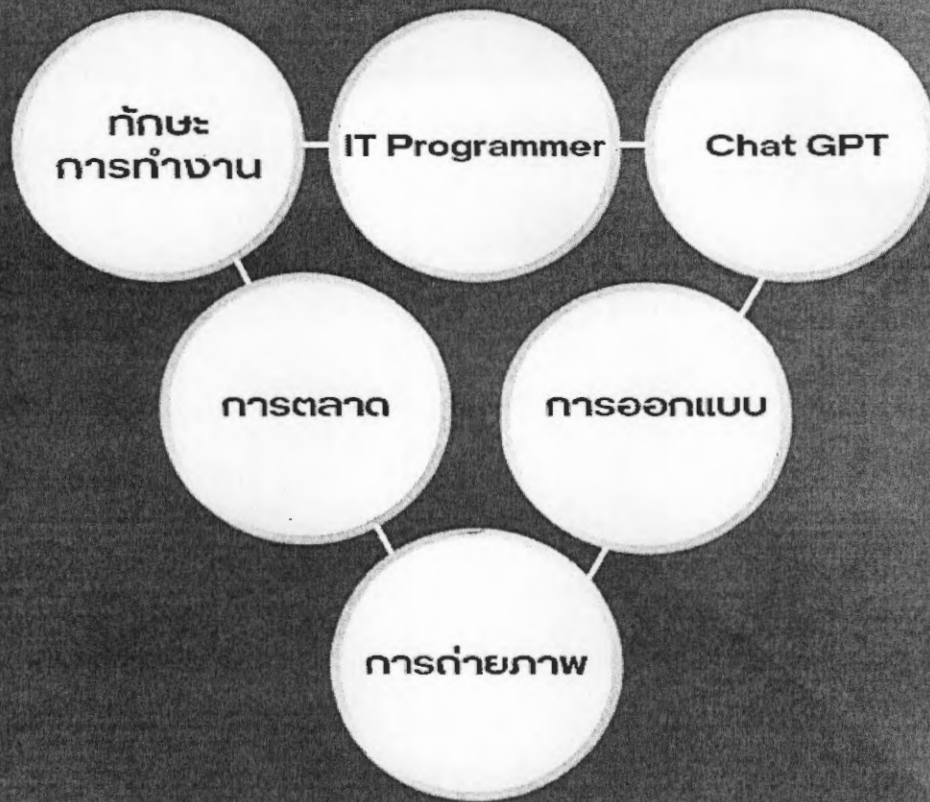 ทักษะ
การทำงาน
IT Programmer
Chat GPT
การตลาด
การออกแบบ
การถ่ายภาพ